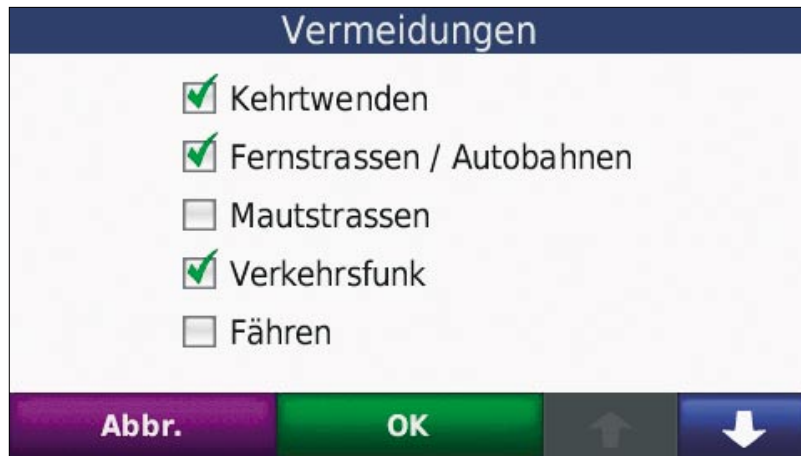 Vermeidungen
Kehrtwenden
Fernstrassen / Autobahnen
Mautstrassen
Verkehrsfunk
Fähren
Abbr. OK